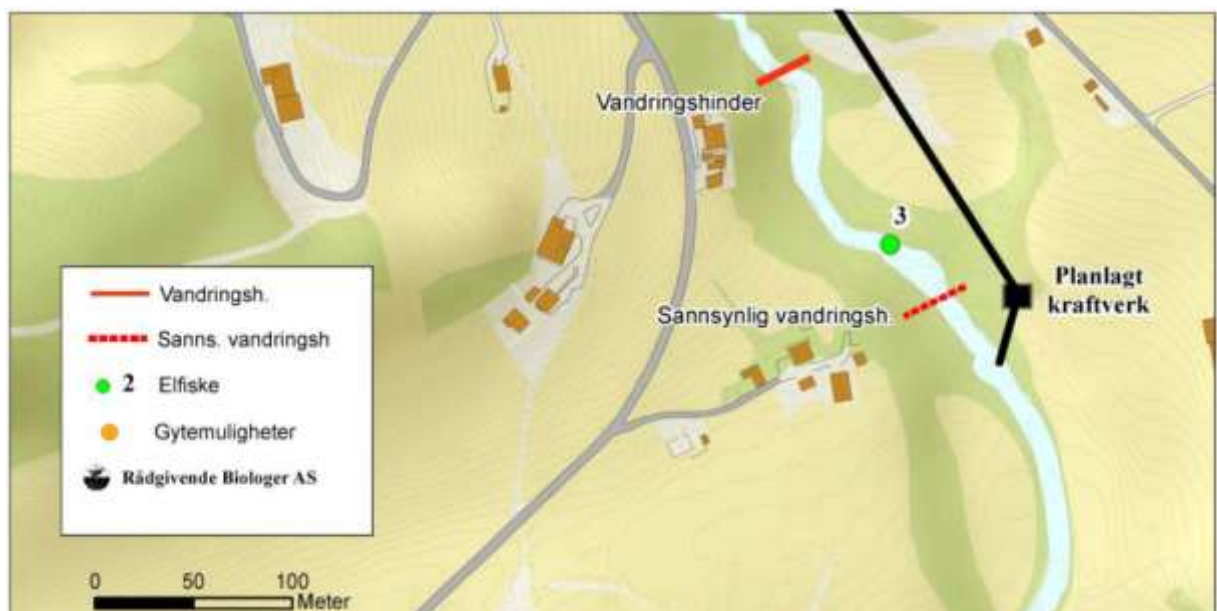 Vandringshinder
3
Planlagt
kraftverk
Sannsynlig vandringsh.
Vandringsh.
Sanns. vandringsh
2 Elfiske
Gytemuligheter
Rådgivende Biologer AS
0 50 100
Meter